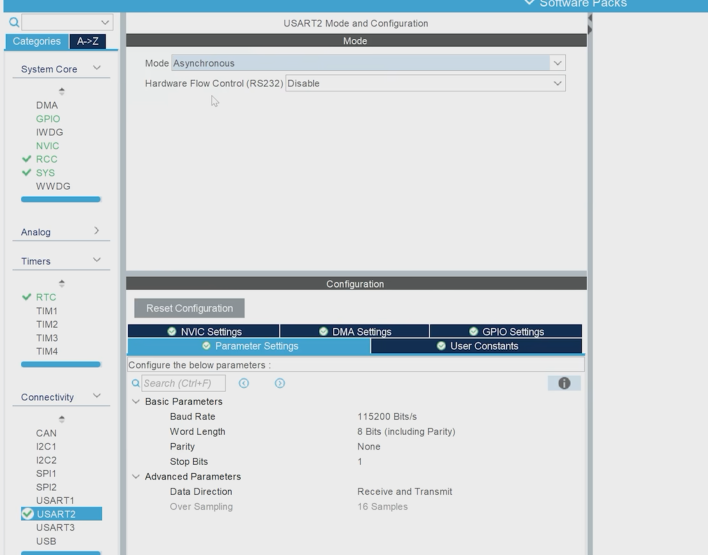 Software Packs
USART2 Mode and Configuration
Categories A->Z
Mode
System Core
Mode Asynchronous
Hardware Flow Control (RS232) Disable
DMA
GPIO
IWDG
NVIC
RCC
SYS
WWDG
Analog
Timers
RTC
TIM1
TIM2
TIM3
TIM4
Connectivity
CAN
I2C1
I2C2
SPI1
SPI2
USART1
USART2
USART3
USB
Configuration
Reset Configuration
NVIC Settings DMA Settings GPIO Settings
Parameter Settings User Constants
Configure the below parameters :
Search (Ctrl+F)
Basic Parameters
Baud Rate 115200 Bits/s
Word Length 8 Bits (including Parity)
Parity None
Stop Bits 1
Advanced Parameters
Data Direction Receive and Transmit
Over Sampling 16 Samples